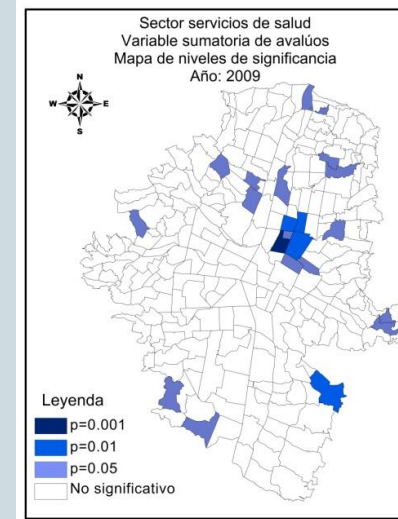 Sector servicios de salud
Variable sumatoria de avalúos
Mapa de niveles de significancia
Año: 2009
N
W E
S
Leyenda
p=0.001
p=0.01
p=0.05
No significativo